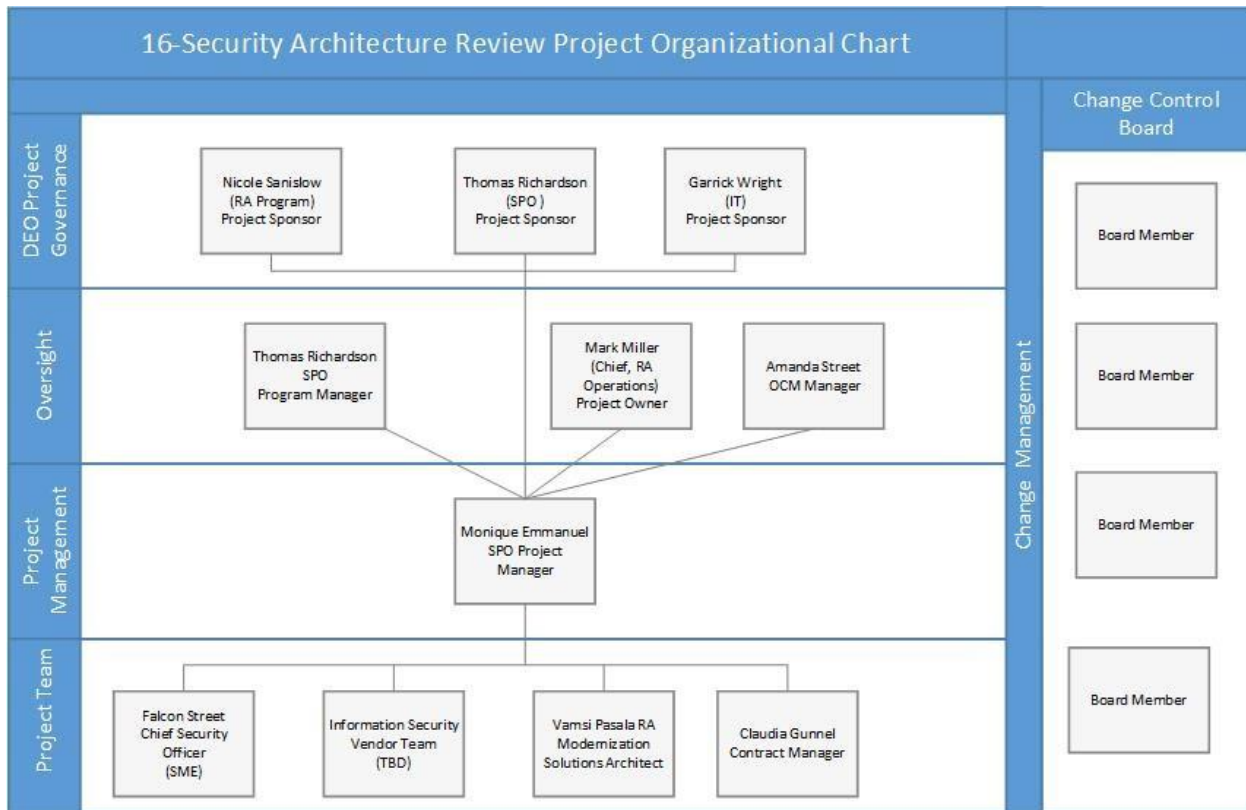 16-Security Architecture Review Project Organizational Chart
Change Control
Board
DEO Project
Governance
Nicole Sanislow
(RA Program)
Project Sponsor
Thomas Richardson
(SPO )
Project Sponsor
Garrick Wright
(IT)
Project Sponsor
Oversight
Thomas Richardson
SPO
Program Manager
Mark Miller
(Chief, RA
Operations)
Project Owner
Amanda Street
OCM Manager
Project
Management
Monique Emmanuel
SPO Project
Manager
Project Team
Falcon Street
Chief Security
Officer
(SME)
Information Security
Vendor Team
(TBD)
Vamsi Pasala RA
Modernization
Solutions Architect
Claudia Gunnel
Contract Manager
Change Management
Board Member
Board Member
Board Member
Board Member